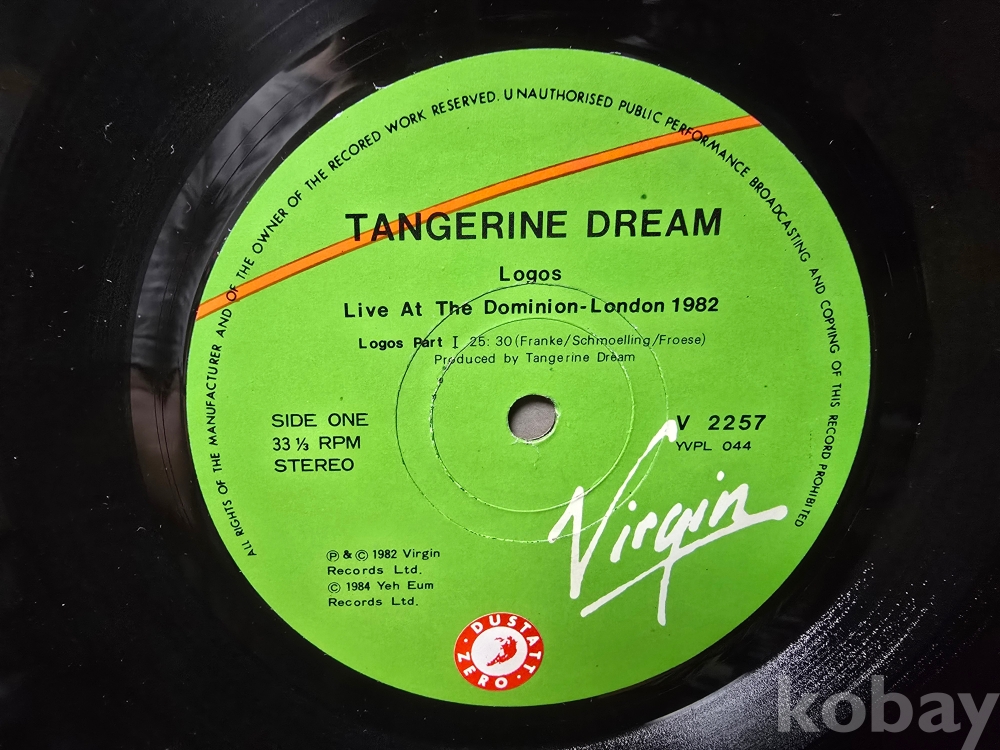 ALL RIGHTS OF THE MANUFACTURER AND OF THE OWNER OF THE RECORED WORK RESERVED. UNAUTHORISED PUBLIC PERFORMANCE BROADCASTING AND COPYING OF THIS RECORD PROHIBITED
TANGERINE DREAM
Logos
Live At The Dominion-London 1982
Logos Part I 25:30 (Franke/Schmoelling/Froese)
Produced by Tangerine Dream
SIDE ONE
33 ⅓ RPM
STEREO
V 2257
YVPL 044
Virgin
Ⓟ & © 1982 Virgin
Records Ltd.
© 1984 Yeh Eum
Records Ltd.
DUSTATT · ZERO ·
kobay